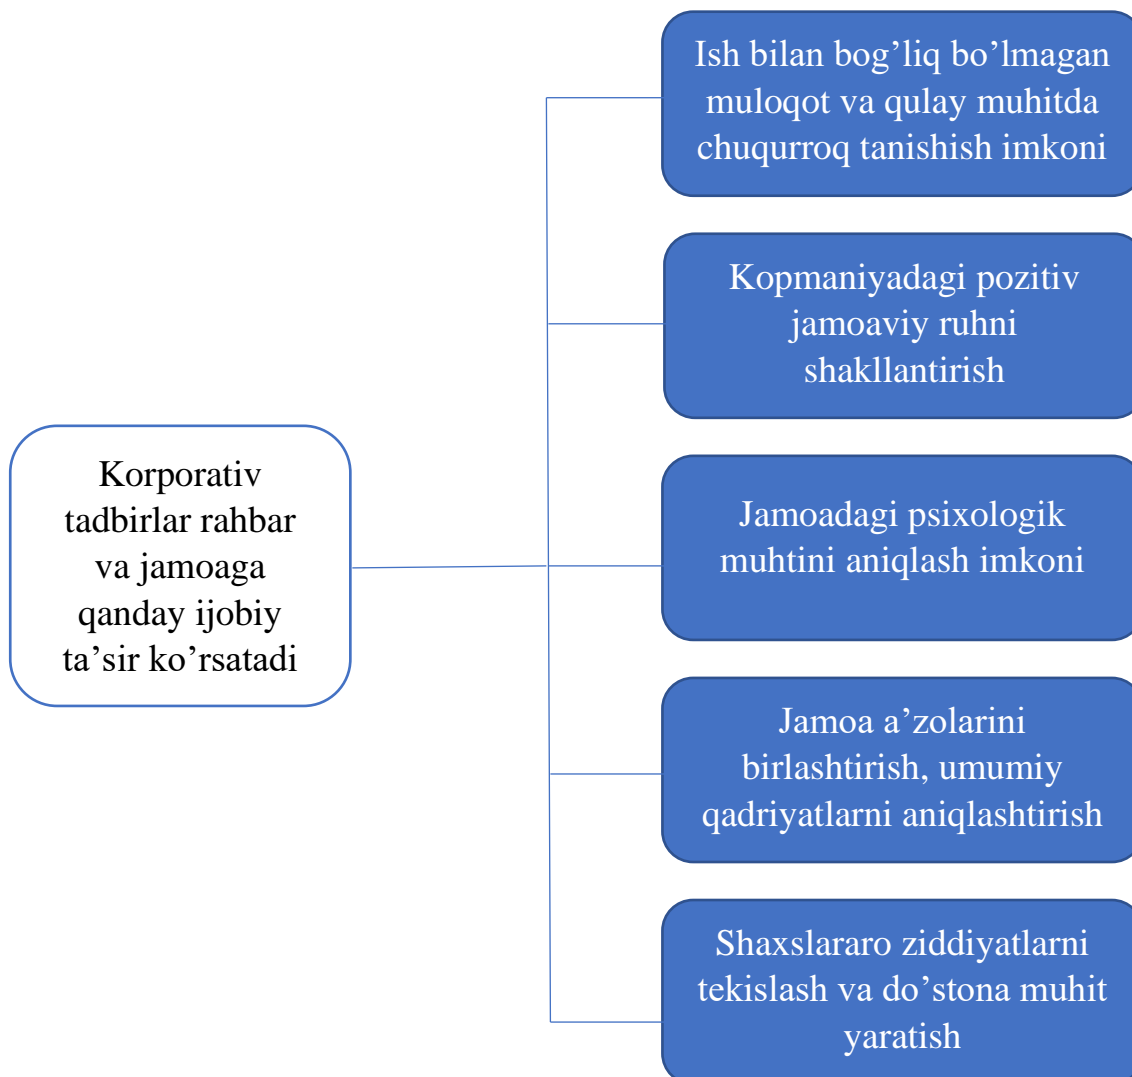 Korporativ
tadbirlar rahbar
va jamoaga
qanday ijobiy
ta’sir ko’rsatadi
Ish bilan bog’liq bo’lmagan
muloqot va qulay muhitda
chuqurroq tanishish imkoni
Kopmaniyadagi pozitiv
jamoaviy ruhni
shakllantirish
Jamoadagi psixologik
muhtini aniqlash imkoni
Jamoa a’zolarini
birlashtirish, umumiy
qadriyatlarni aniqlashtirish
Shaxslararo ziddiyatlarni
tekislash va do’stona muhit
yaratish